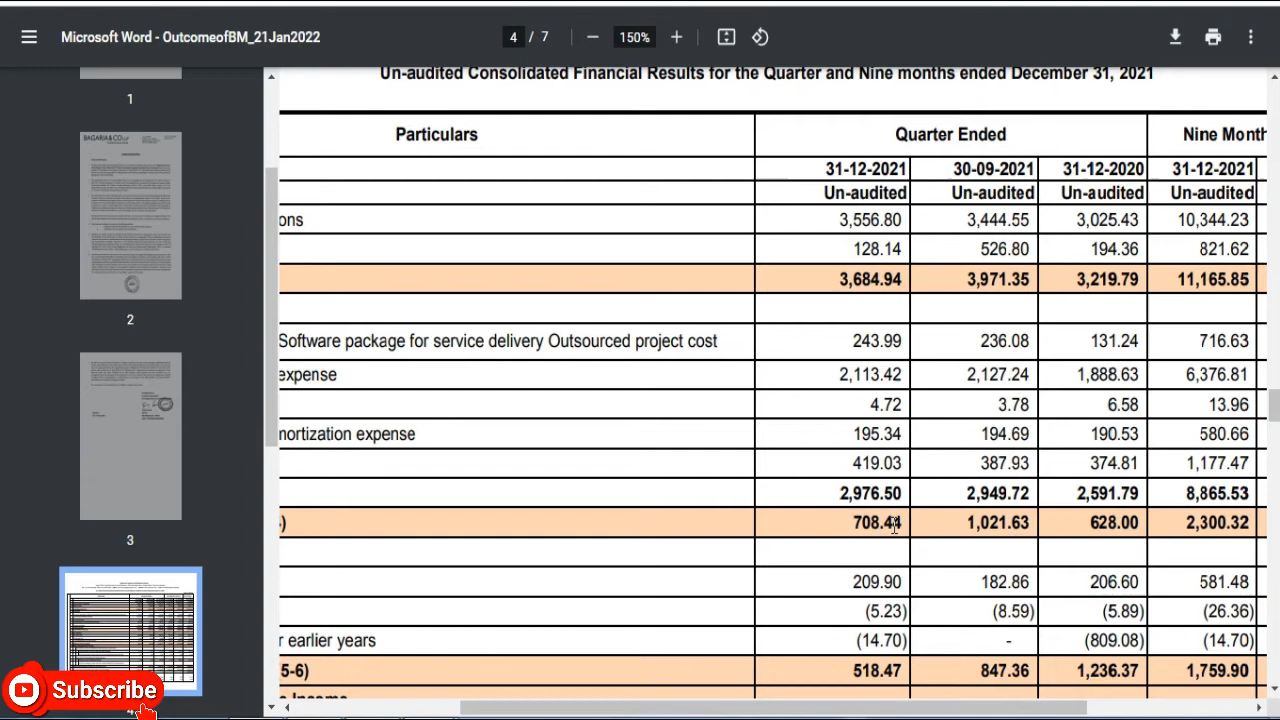 Microsoft Word - OutcomeofBM_21Jan2022
4 / 7
150%
Un-audited Consolidated Financial Results for the Quarter and Nine months ended December 31, 2021
Particulars Quarter Ended Nine Month
31-12-2021 30-09-2021 31-12-2020 31-12-2021
Un-audited Un-audited Un-audited Un-audited
ons 3,556.80 3,444.55 3,025.43 10,344.23
128.14 526.80 194.36 821.62
3,684.94 3,971.35 3,219.79 11,165.85
Software package for service delivery Outsourced project cost 243.99 236.08 131.24 716.63
expense 2,113.42 2,127.24 1,888.63 6,376.81
4.72 3.78 6.58 13.96
mortization expense 195.34 194.69 190.53 580.66
419.03 387.93 374.81 1,177.47
2,976.50 2,949.72 2,591.79 8,865.53
708.44 1,021.63 628.00 2,300.32
209.90 182.86 206.60 581.48
(5.23) (8.59) (5.89) (26.36)
r earlier years (14.70) - (809.08) (14.70)
5-6) 518.47 847.36 1,236.37 1,759.90
1
BAGARIA & CO
2
3
Subscribe